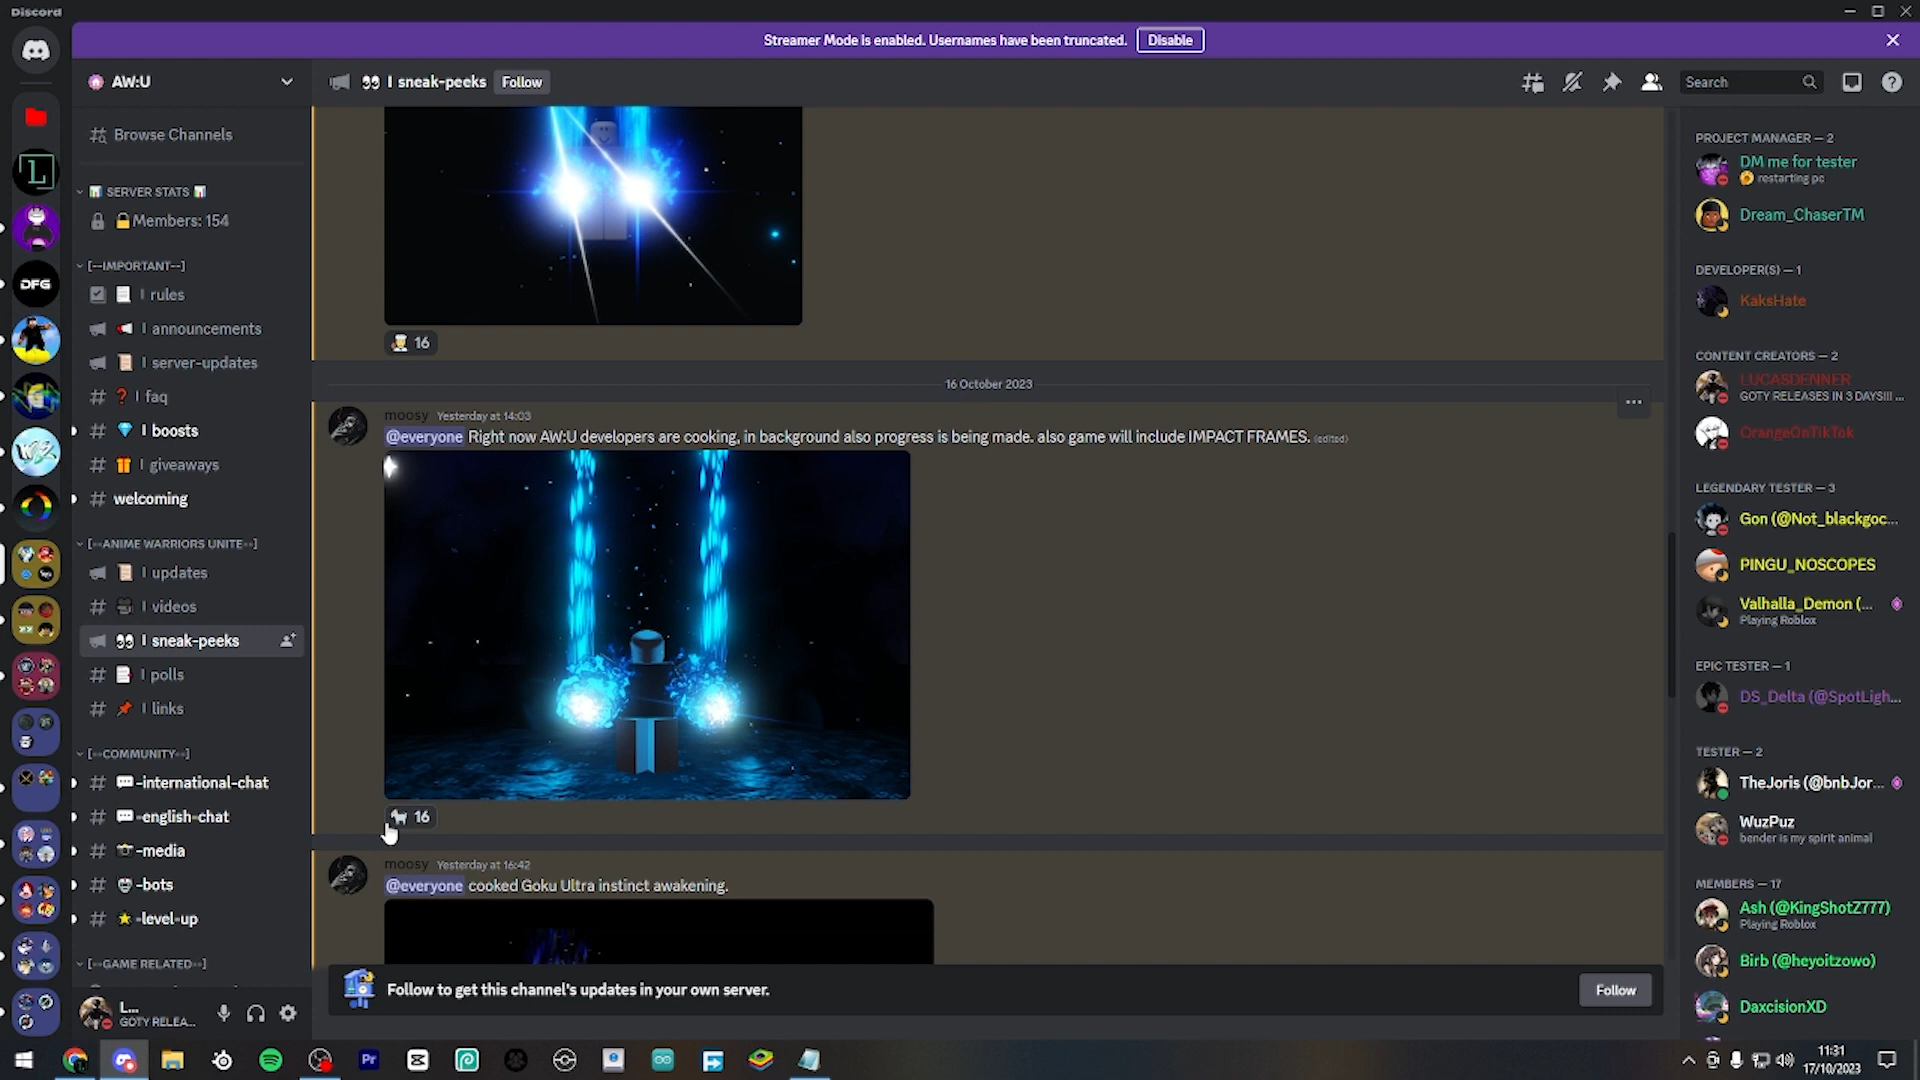 Discord
Streamer Mode is enabled. Usernames have been truncated. Disable
AW:U
sneak-peeks Follow
Search
Browse Channels
SERVER STATS
Members: 154
[--IMPORTANT--]
rules
announcements
server-updates
faq
boosts
giveaways
welcoming
[--ANIME WARRIORS UNITE--]
updates
videos
sneak-peeks
polls
links
[--COMMUNITY--]
-international-chat
-english-chat
-media
-bots
-level-up
[--GAME RELATED--]
L...
GOTY RELEA...
DFG
16
16 October 2023
moosy Yesterday at 14:03
@everyone Right now AW:U developers are cooking, in background also progress is being made. also game will include IMPACT FRAMES. (edited)
16
moosy Yesterday at 16:42
@everyone cooked Goku Ultra instinct awakening.
Follow to get this channel's updates in your own server. Follow
PROJECT MANAGER — 2
DM me for tester
restarting pc
Dream_ChaserTM
DEVELOPER(S) — 1
KaksHate
CONTENT CREATORS — 2
LUCASDENNER
GOTY RELEASES IN 3 DAYS!!! ...
OrangeOnTikTok
LEGENDARY TESTER — 3
Gon (@Not_blackgoc...
PINGU_NOSCOPES
Valhalla_Demon (...
Playing Roblox
EPIC TESTER — 1
DS_Delta (@SpotLigh...
TESTER — 2
TheJoris (@bnbJor...
WuzPuz
bender is my spirit animal
MEMBERS — 17
Ash (@KingShotZ777)
Playing Roblox
Birb (@heyoitzowo)
DaxcisionXD
Pr
11:31
17/10/2023